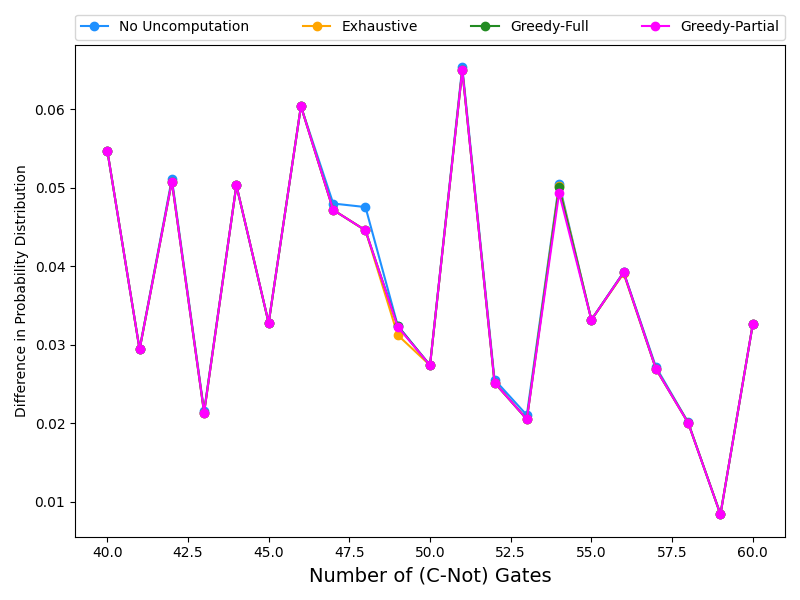 No Uncomputation Exhaustive Greedy-Full Greedy-Partial
Difference in Probability Distribution
0.06
0.05
0.04
0.03
0.02
0.01
40.0 42.5 45.0 47.5 50.0 52.5 55.0 57.5 60.0
Number of (C-Not) Gates